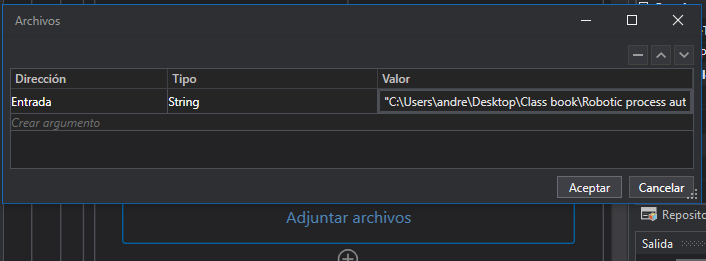 Archivos
Dirección Tipo Valor
Entrada String "C:\Users\andre\Desktop\Class book\Robotic process aut
Crear argumento
Aceptar Cancelar
Adjuntar archivos
Reposito
Salida